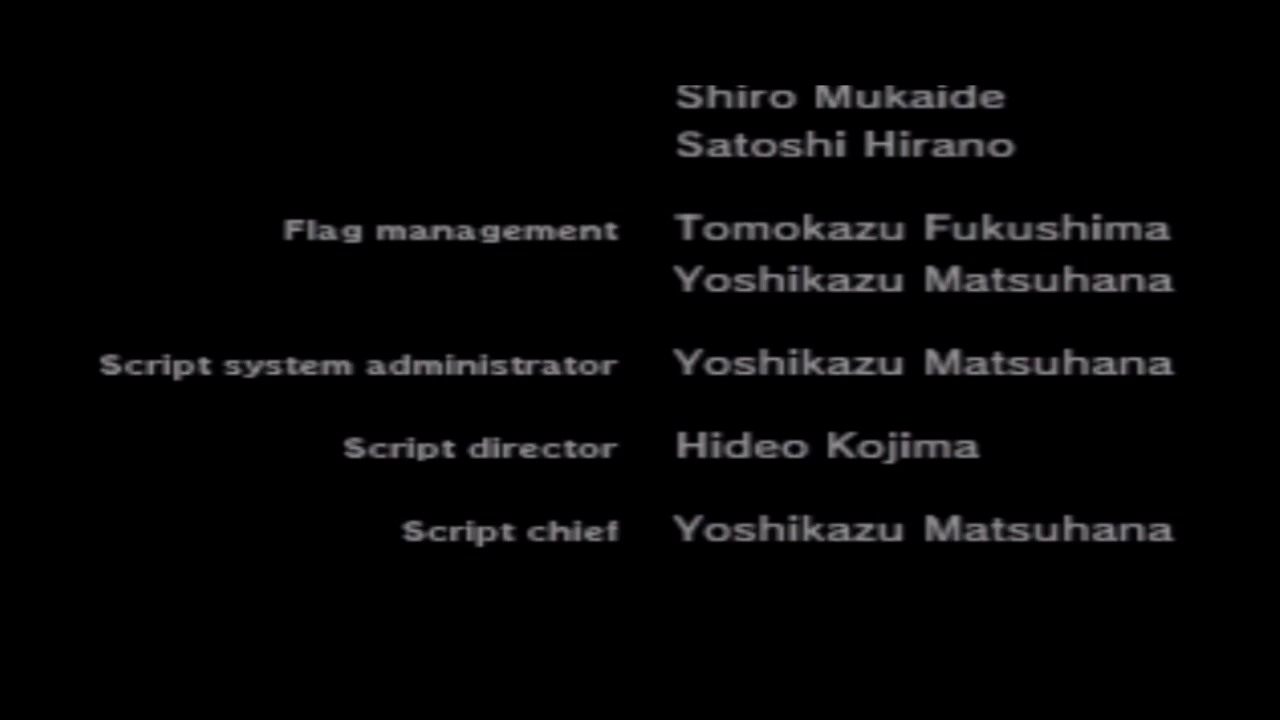 Shiro Mukaide
Satoshi Hirano
Flag management Tomokazu Fukushima
Yoshikazu Matsuhana
Script system administrator Yoshikazu Matsuhana
Script director Hideo Kojima
Script chief Yoshikazu Matsuhana